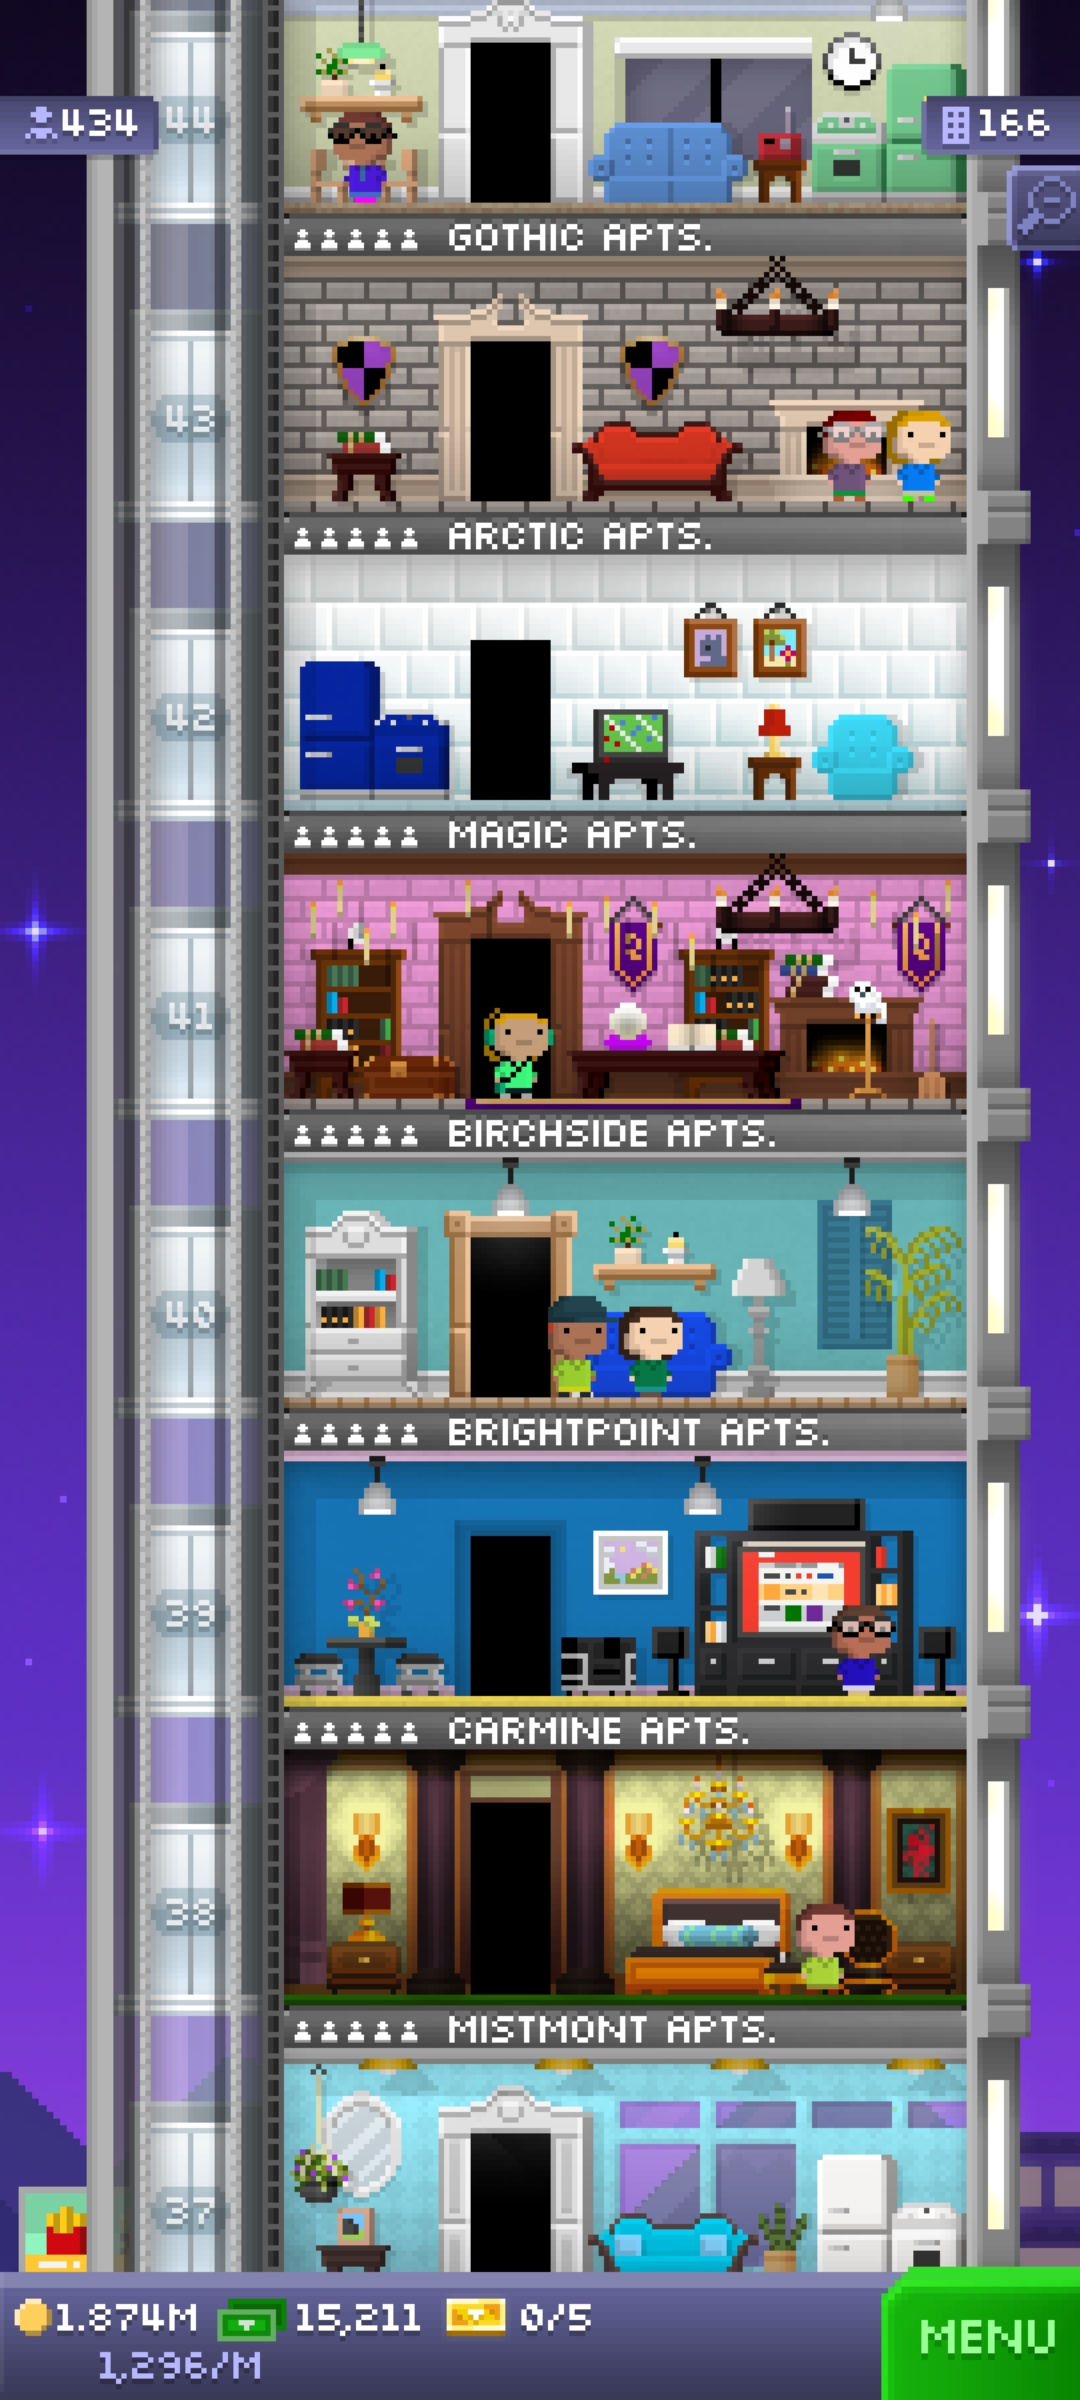 44
434
166
GOTHIC APTS.
43
ARCTIC APTS.
42
MAGIC APTS.
41
BIRCHSIDE APTS.
40
BRIGHTPOINT APTS.
39
CARMINE APTS.
38
MISTMONT APTS.
37
1.874M 15,211 0/5
1,296/M
MENU